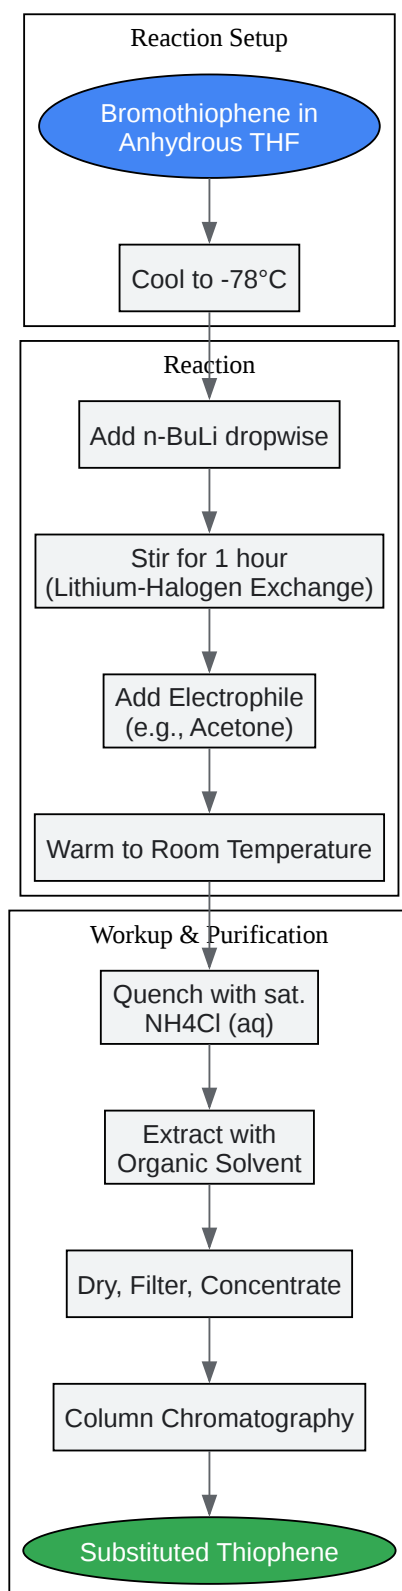 Reaction Setup
Bromothiophene in
Anhydrous THF
Cool to -78°C
Reaction
Add n-BuLi dropwise
Stir for 1 hour
(Lithium-Halogen Exchange)
Add Electrophile
(e.g., Acetone)
Warm to Room Temperature
Workup & Purification
Quench with sat.
NH4Cl (aq)
Extract with
Organic Solvent
Dry, Filter, Concentrate
Column Chromatography
Substituted Thiophene